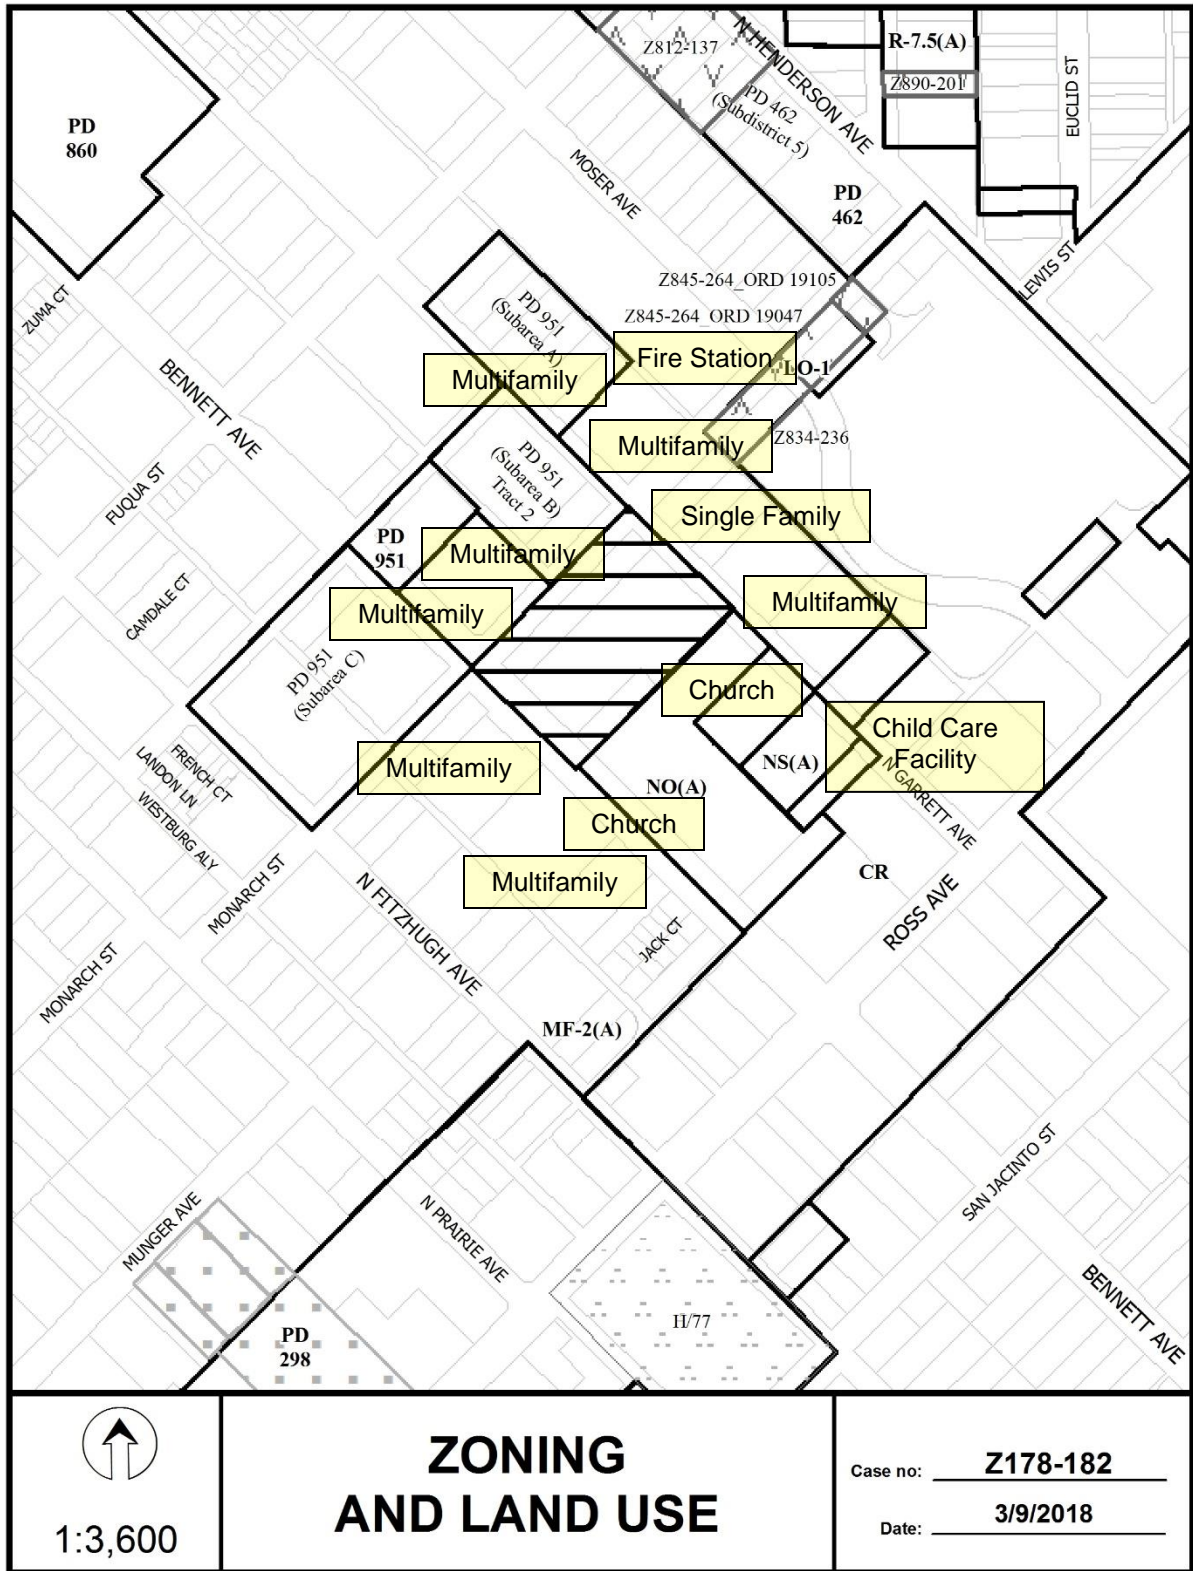 N HENDERSON AVE
Z812-137
R-7.5(A)
Z890-201
EUCLID ST
PD 462
(Subdistrict 5)
PD
860
MOSER AVE
PD
462
LEWIS ST
ZUMA CT
Z845-264_ORD 19105
Z845-264_ORD 19047
PD 951
(Subarea A)
Fire Station
LO-1
Multifamily
BENNETT AVE
Multifamily
Z834-236
PD 951
(Subarea B)
Tract 2
FUQUA ST
Single Family
PD
951
Multifamily
CAMDALE CT
Multifamily
Multifamily
PD 951
(Subarea C)
Church
Child Care
Facility
FRENCH CT
LANDON LN
WESTBURG ALY
Multifamily
NS(A)
NO(A)
N GARRETT AVE
Church
MONARCH ST
Multifamily
CR
N FITZHUGH AVE
ROSS AVE
JACK CT
MONARCH ST
MF-2(A)
SAN JACINTO ST
MUNGER AVE
N PRAIRIE AVE
H/77
BENNETT AVE
PD
298
1:3,600
ZONING
AND LAND USE
Case no: Z178-182
Date: 3/9/2018